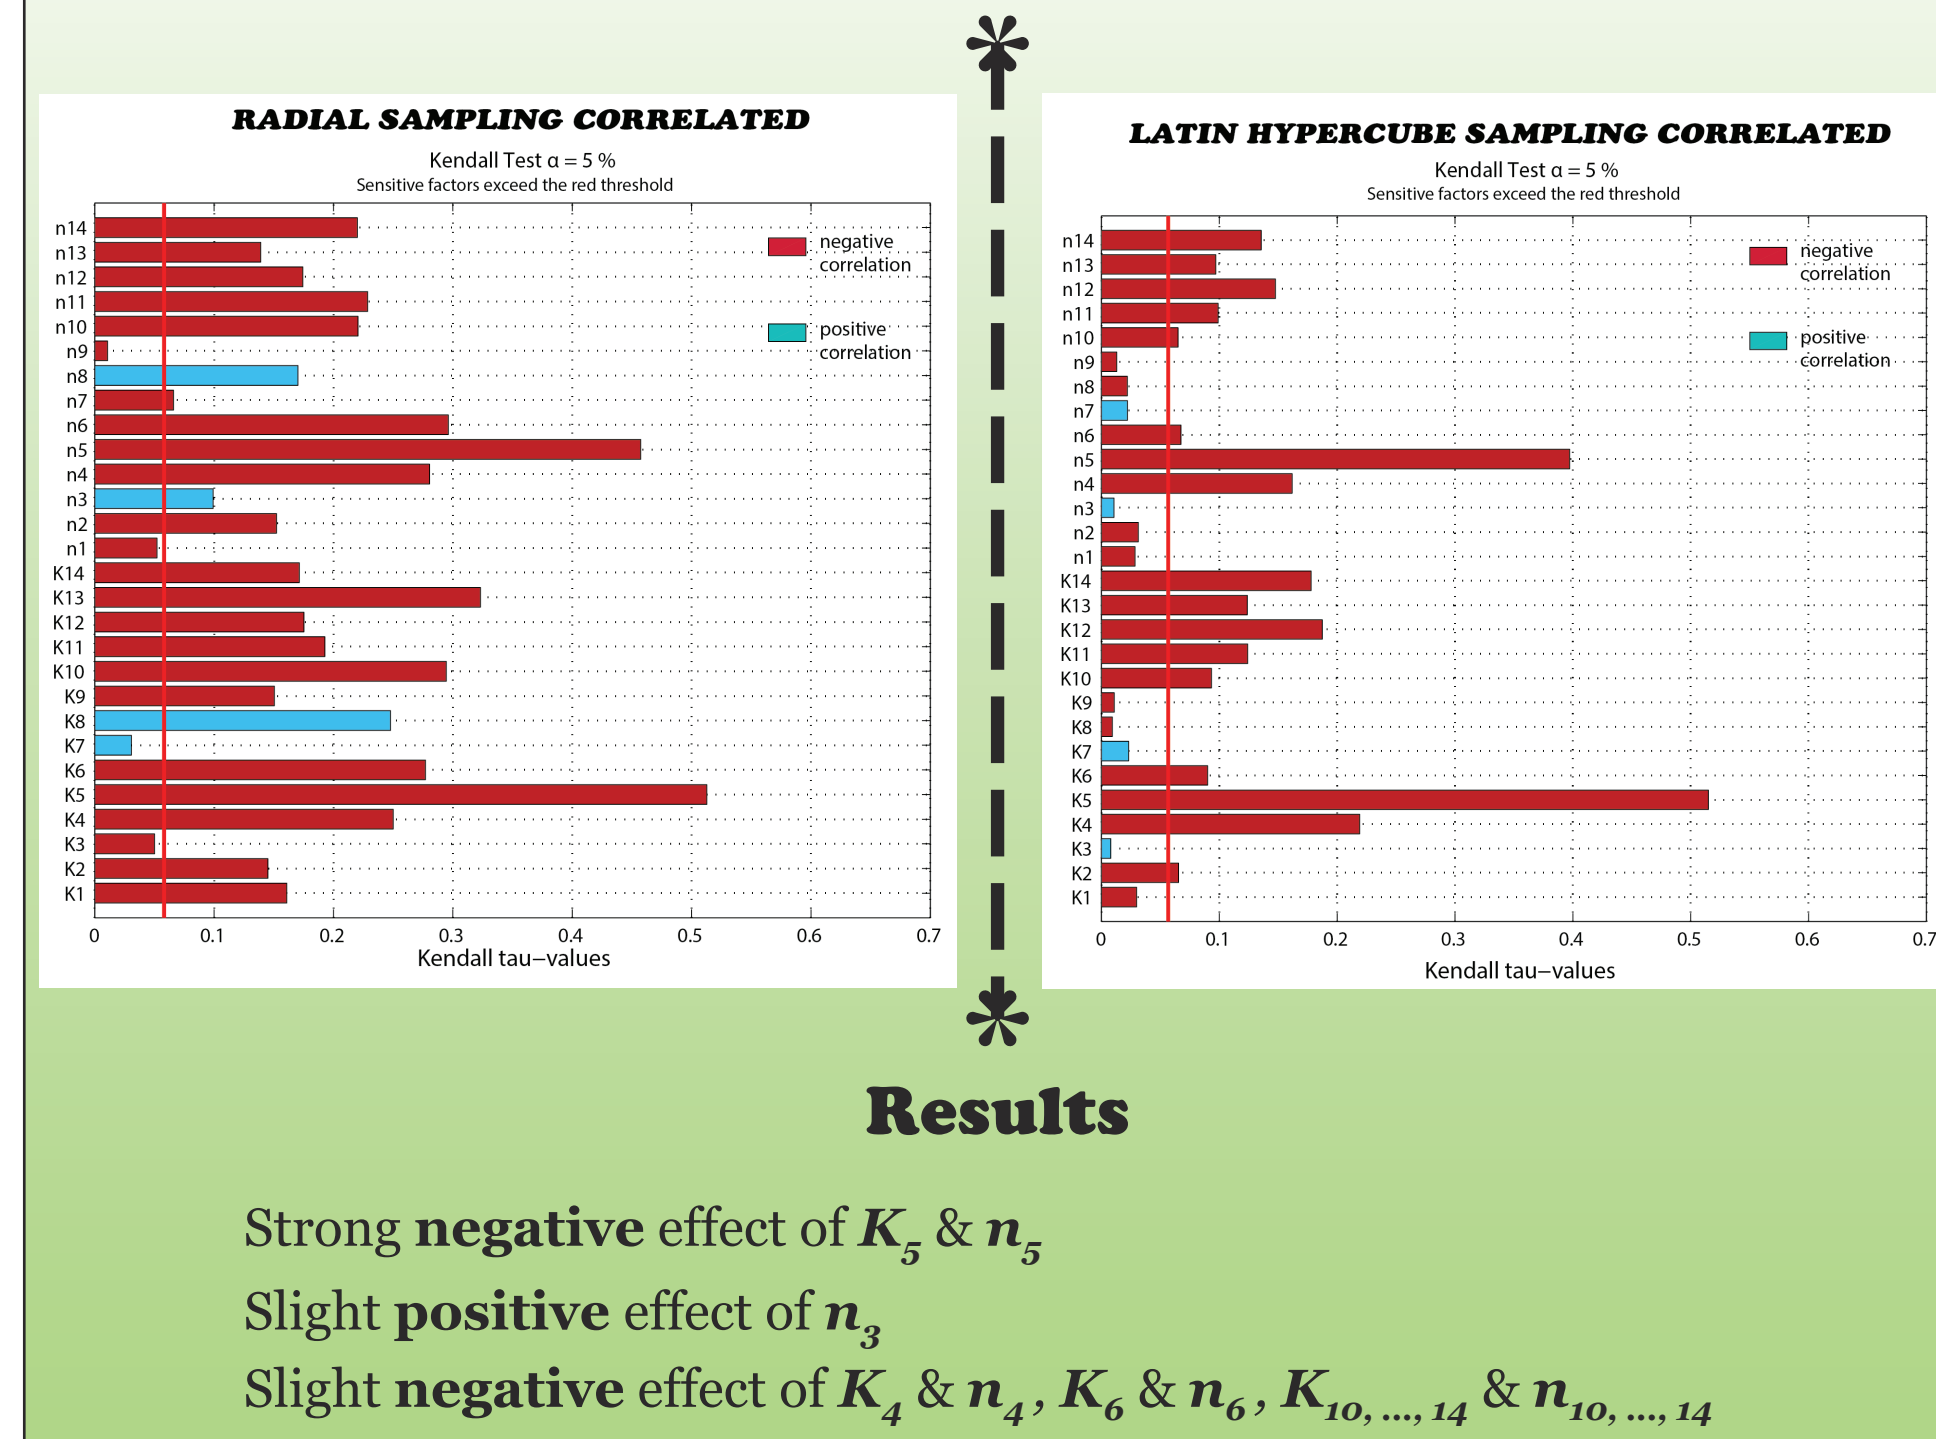 RADIAL SAMPLING CORRELATED
Kendall Test α = 5 %
Sensitive factors exceed the red threshold
n14
n13
n12
n11
n10
n9
n8
n7
n6
n5
n4
n3
n2
n1
K14
K13
K12
K11
K10
K9
K8
K7
K6
K5
K4
K3
K2
K1
negative
correlation
positive
correlation
0 0.1 0.2 0.3 0.4 0.5 0.6 0.7
Kendall tau−values
LATIN HYPERCUBE SAMPLING CORRELATED
Kendall Test α = 5 %
Sensitive factors exceed the red threshold
n14
n13
n12
n11
n10
n9
n8
n7
n6
n5
n4
n3
n2
n1
K14
K13
K12
K11
K10
K9
K8
K7
K6
K5
K4
K3
K2
K1
negative
correlation
positive
correlation
0 0.1 0.2 0.3 0.4 0.5 0.6 0.7
Kendall tau−values
Results
Strong negative effect of K5 & n5
Slight positive effect of n3
Slight negative effect of K4 & n4, K6 & n6, K10, ..., 14 & n10, ..., 14